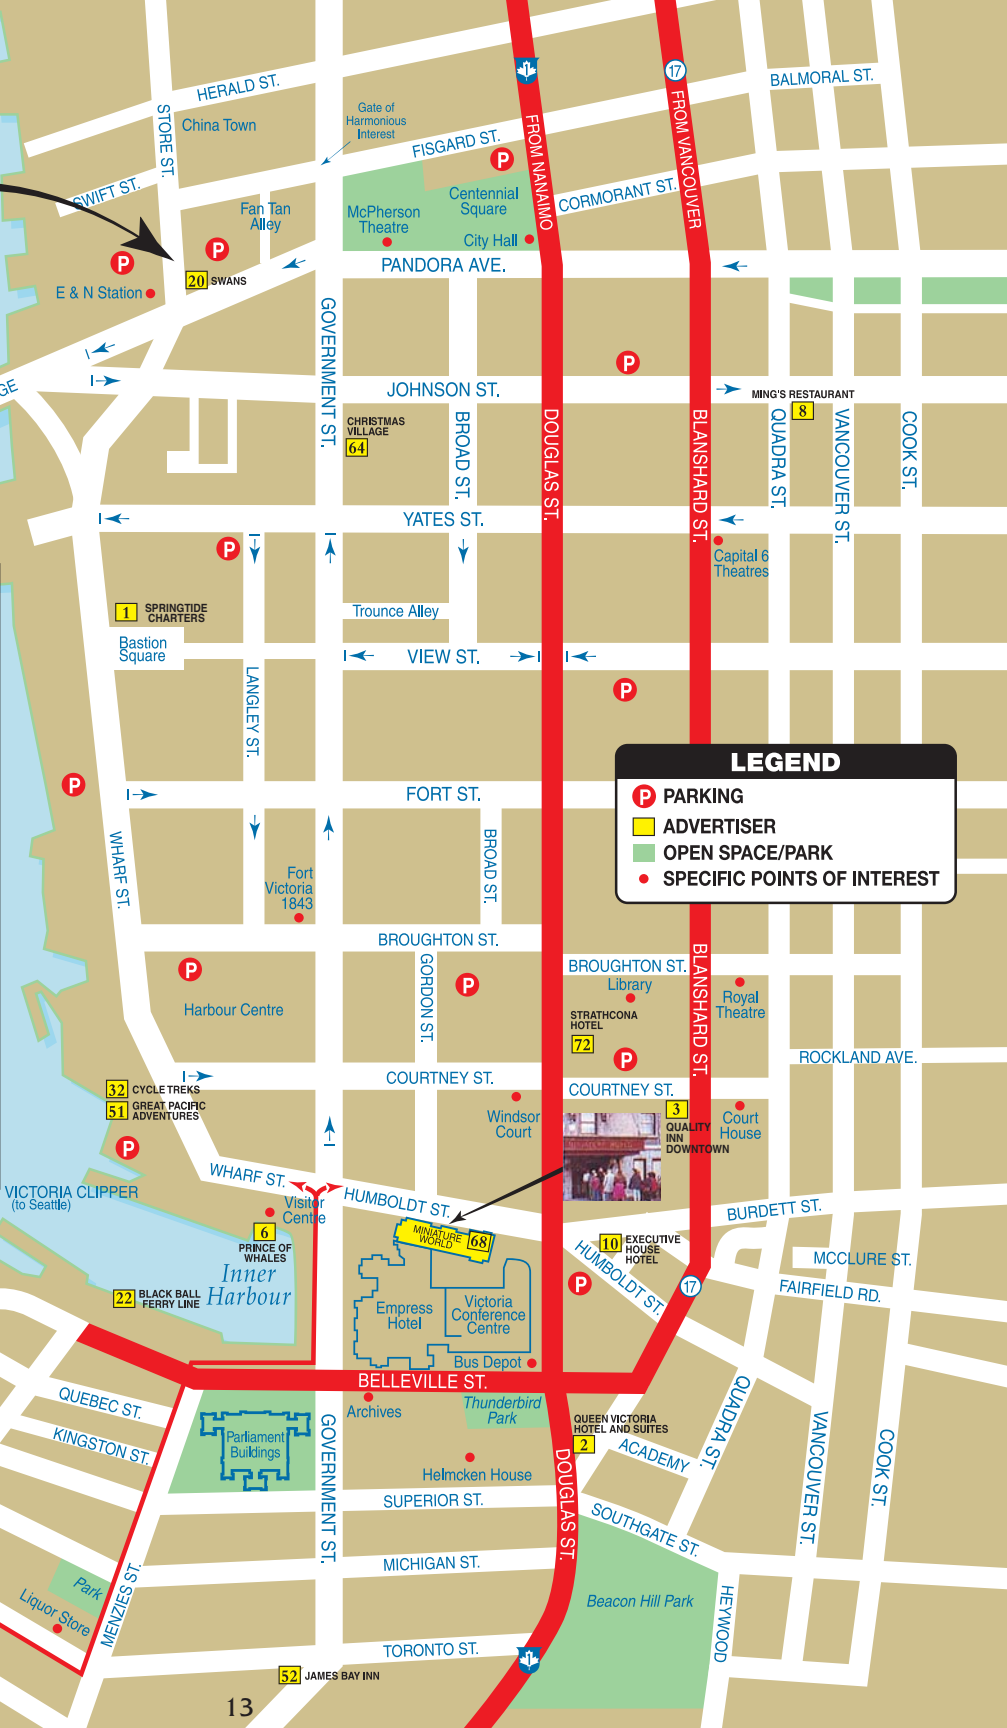 HERALD ST.
BALMORAL ST.
17
STORE ST.
China Town
Gate of
Harmonious
Interest
FISGARD ST.
FROM NANAIMO
FROM VANCOUVER
P
SWIFT ST.
Fan Tan
Alley
McPherson
Theatre
Centennial
Square
CORMORANT ST.
City Hall
P
P
PANDORA AVE.
20 SWANS
E & N Station
GOVERNMENT ST.
P
GE
JOHNSON ST.
MING'S RESTAURANT
8
CHRISTMAS
VILLAGE
64
BROAD ST.
DOUGLAS ST.
BLANSHARD ST.
QUADRA ST.
VANCOUVER ST.
COOK ST.
YATES ST.
P
Capital 6
Theatres
1 SPRINGTIDE
CHARTERS
Trounce Alley
Bastion
Square
VIEW ST.
LANGLEY ST.
P
LEGEND
P PARKING
ADVERTISER
OPEN SPACE/PARK
SPECIFIC POINTS OF INTEREST
P
FORT ST.
WHARF ST.
BROAD ST.
Fort
Victoria
1843
BROUGHTON ST.
BROUGHTON ST.
BLANSHARD ST.
GORDON ST.
P
P
Library
Royal
Theatre
Harbour Centre
STRATHCONA
HOTEL
72
P
ROCKLAND AVE.
COURTNEY ST.
COURTNEY ST.
32 CYCLE TREKS
51 GREAT PACIFIC
ADVENTURES
Windsor
Court
3
QUALITY
INN
DOWNTOWN
Court
House
P
WHARF ST.
HUMBOLDT ST.
VICTORIA CLIPPER
(to Seattle)
Visitor
Centre
BURDETT ST.
6
PRINCE OF
WHALES
MINIATURE
WORLD
68
10 EXECUTIVE
HOUSE
HOTEL
HUMBOLDT ST.
MCCLURE ST.
FAIRFIELD RD.
Inner
Harbour
22 BLACK BALL
FERRY LINE
P
17
Empress
Hotel
Victoria
Conference
Centre
Bus Depot
BELLEVILLE ST.
QUEBEC ST.
KINGSTON ST.
Archives
Thunderbird
Park
QUADRA ST.
VANCOUVER ST.
COOK ST.
Parliament
Buildings
GOVERNMENT ST.
QUEEN VICTORIA
HOTEL AND SUITES
2
ACADEMY
Helmcken House
DOUGLAS ST.
SUPERIOR ST.
SOUTHGATE ST.
MICHIGAN ST.
Park
Liquor Store
MENZIES ST.
Beacon Hill Park
HEYWOOD
TORONTO ST.
52 JAMES BAY INN
1
13